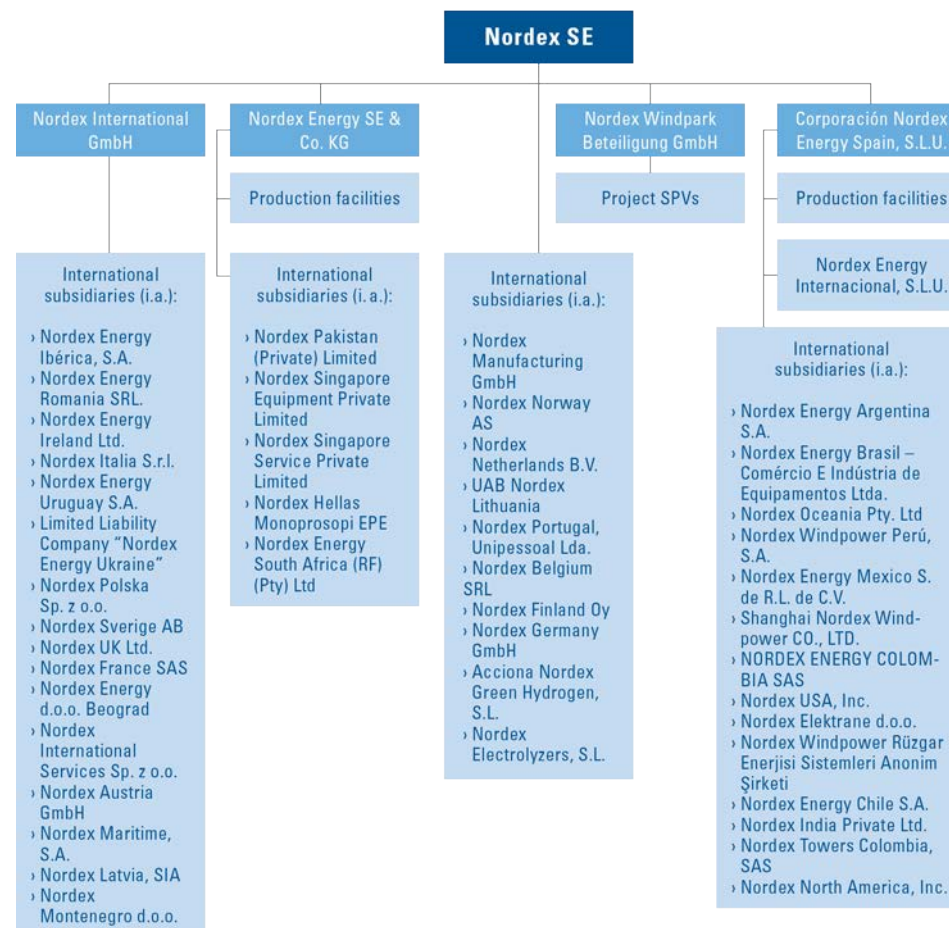 Nordex SE
Nordex International
GmbH
Nordex Energy SE &
Co. KG
Nordex Windpark
Beteiligung GmbH
Corporación Nordex
Energy Spain, S.L.U.
Production facilities
Project SPVs
Production facilities
Nordex Energy
Internacional, S.L.U.
International
subsidiaries (i.a.):
› Nordex Energy
Ibérica, S.A.
› Nordex Energy
Romania SRL.
› Nordex Energy
Ireland Ltd.
› Nordex Italia S.r.l.
› Nordex Energy
Uruguay S.A.
› Limited Liability
Company “Nordex
Energy Ukraine”
› Nordex Polska
Sp. z o.o.
› Nordex Sverige AB
› Nordex UK Ltd.
› Nordex France SAS
› Nordex Energy
d.o.o. Beograd
› Nordex
International
Services Sp. z o.o.
› Nordex Austria
GmbH
› Nordex Maritime,
S.A.
› Nordex Latvia, SIA
› Nordex
Montenegro d.o.o.
International
subsidiaries (i. a.):
› Nordex Pakistan
(Private) Limited
› Nordex Singapore
Equipment Private
Limited
› Nordex Singapore
Service Private
Limited
› Nordex Hellas
Monoprosopi EPE
› Nordex Energy
South Africa (RF)
(Pty) Ltd
International
subsidiaries (i.a.):
› Nordex
Manufacturing
GmbH
› Nordex Norway
AS
› Nordex
Netherlands B.V.
› UAB Nordex
Lithuania
› Nordex Portugal,
Unipessoal Lda.
› Nordex Belgium
SRL
› Nordex Finland Oy
› Nordex Germany
GmbH
› Acciona Nordex
Green Hydrogen,
S.L.
› Nordex
Electrolyzers, S.L.
International
subsidiaries (i.a.):
› Nordex Energy Argentina
S.A.
› Nordex Energy Brasil –
Comércio E Indústria de
Equipamentos Ltda.
› Nordex Oceania Pty. Ltd
› Nordex Windpower Perú,
S.A.
› Nordex Energy Mexico S.
de R.L. de C.V.
› Shanghai Nordex Wind-
power CO., LTD.
› NORDEX ENERGY COLOM-
BIA SAS
› Nordex USA, Inc.
› Nordex Elektrane d.o.o.
› Nordex Windpower Rüzgar
Enerjisi Sistemleri Anonim
Şirketi
› Nordex Energy Chile S.A.
› Nordex India Private Ltd.
› Nordex Towers Colombia,
SAS
› Nordex North America, Inc.